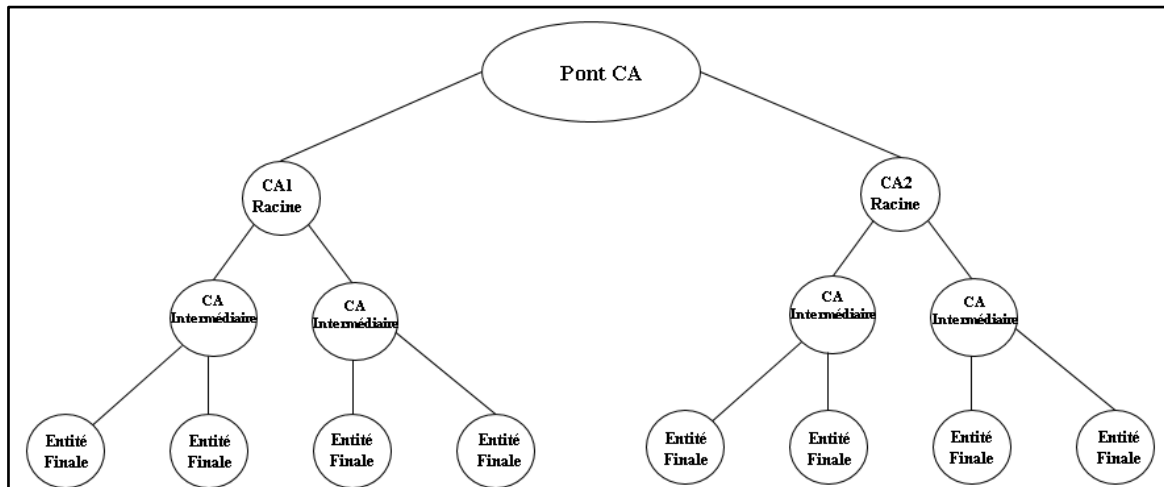 Pont CA
CA1
Racine
CA2
Racine
CA
Intermédiaire
CA
Intermédiaire
CA
Intermédiaire
CA
Intermédiaire
Entité
Finale
Entité
Finale
Entité
Finale
Entité
Finale
Entité
Finale
Entité
Finale
Entité
Finale
Entité
Finale